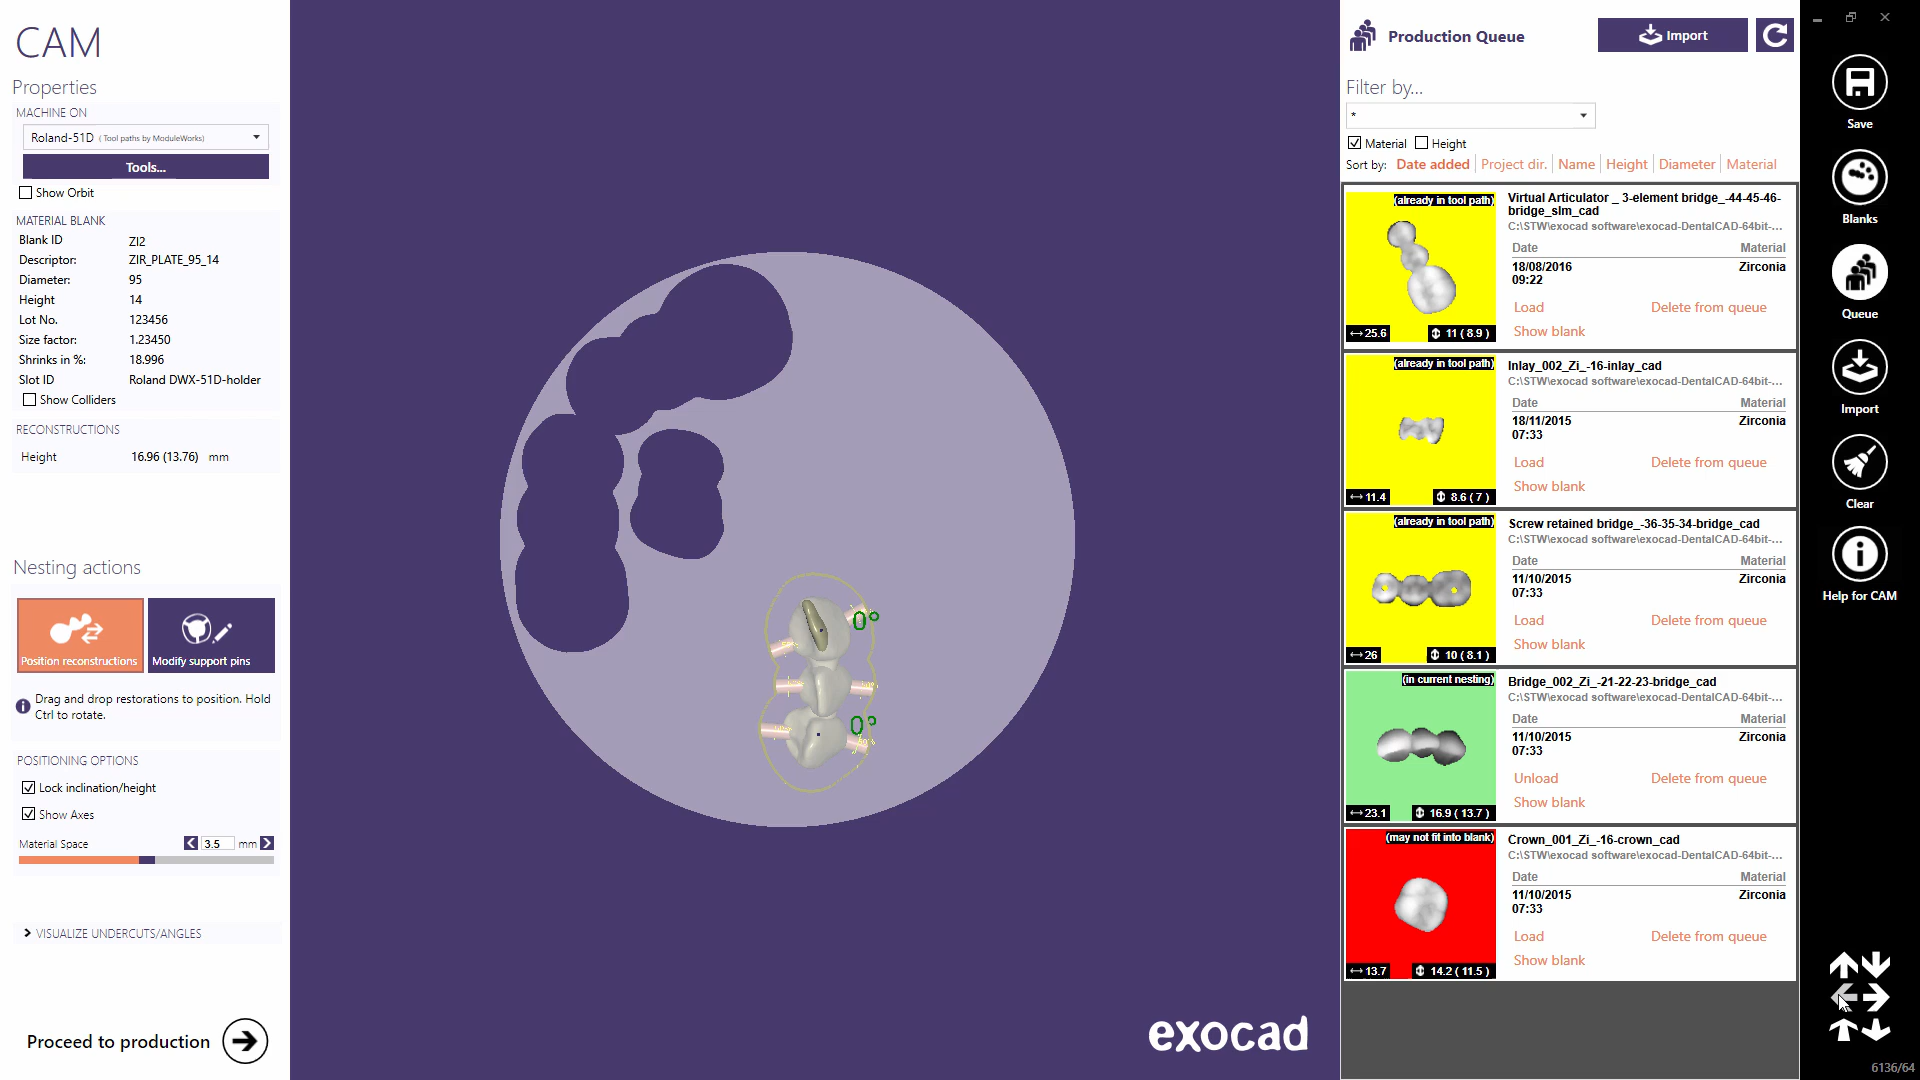 CAM
Properties
MACHINE ON
Roland-51D ( Tool paths by ModuleWorks)
Tools...
Show Orbit
MATERIAL BLANK
Blank ID ZI2
Descriptor: ZIR_PLATE_95_14
Diameter: 95
Height 14
Lot No. 123456
Size factor: 1.23450
Shrinks in %: 18.996
Slot ID Roland DWX-51D-holder
Show Colliders
RECONSTRUCTIONS
Height 16.96 (13.76) mm
Nesting actions
Position reconstructions
Modify support pins
Drag and drop restorations to position. Hold
Ctrl to rotate.
POSITIONING OPTIONS
Lock inclination/height
Show Axes
Material Space 3.5 mm
VISUALIZE UNDERCUTS/ANGLES
Proceed to production
0°
0°
exocad
Production Queue
Import
Filter by...
*
Material Height
Sort by: Date added Project dir. Name Height Diameter Material
(already in tool path)
25.6 11 ( 8.9 )
Virtual Articulator _ 3-element bridge_-44-45-46-
bridge_slm_cad
C:\STW\exocad software\exocad-DentalCAD-64bit-...
Date Material
18/08/2016 Zirconia
09:22
Load Delete from queue
Show blank
(already in tool path)
11.4 8.6 ( 7 )
Inlay_002_Zi_-16-inlay_cad
C:\STW\exocad software\exocad-DentalCAD-64bit-...
Date Material
18/11/2015 Zirconia
07:33
Load Delete from queue
Show blank
(already in tool path)
26 10 ( 8.1 )
Screw retained bridge_-36-35-34-bridge_cad
C:\STW\exocad software\exocad-DentalCAD-64bit-...
Date Material
11/10/2015 Zirconia
07:33
Load Delete from queue
Show blank
(in current nesting)
23.1 16.9 ( 13.7 )
Bridge_002_Zi_-21-22-23-bridge_cad
C:\STW\exocad software\exocad-DentalCAD-64bit-...
Date Material
11/10/2015 Zirconia
07:33
Unload Delete from queue
Show blank
(may not fit into blank)
13.7 14.2 ( 11.5 )
Crown_001_Zi_-16-crown_cad
C:\STW\exocad software\exocad-DentalCAD-64bit-...
Date Material
11/10/2015 Zirconia
07:33
Load Delete from queue
Show blank
Save
Blanks
Queue
Import
Clear
Help for CAM
6136/64